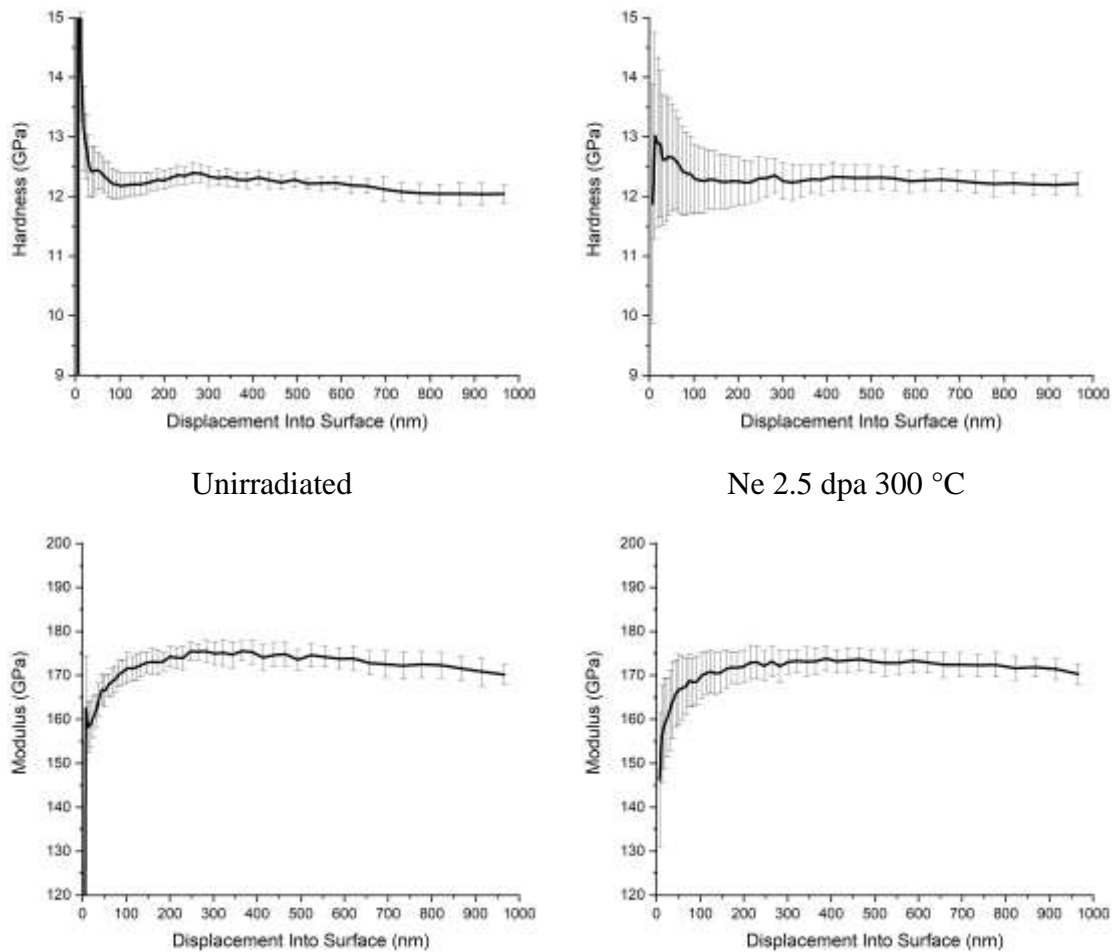 15
14
13
12
11
10
9
Hardness (GPa)
0 100 200 300 400 500 600 700 800 900 1000
Displacement Into Surface (nm)
15
14
13
12
11
10
9
Hardness (GPa)
0 100 200 300 400 500 600 700 800 900 1000
Displacement Into Surface (nm)
Unirradiated
Ne 2.5 dpa 300 °C
200
190
180
170
160
150
140
130
120
Modulus (GPa)
0 100 200 300 400 500 600 700 800 900 1000
Displacement Into Surface (nm)
200
190
180
170
160
150
140
130
120
Modulus (GPa)
0 100 200 300 400 500 600 700 800 900 1000
Displacement Into Surface (nm)